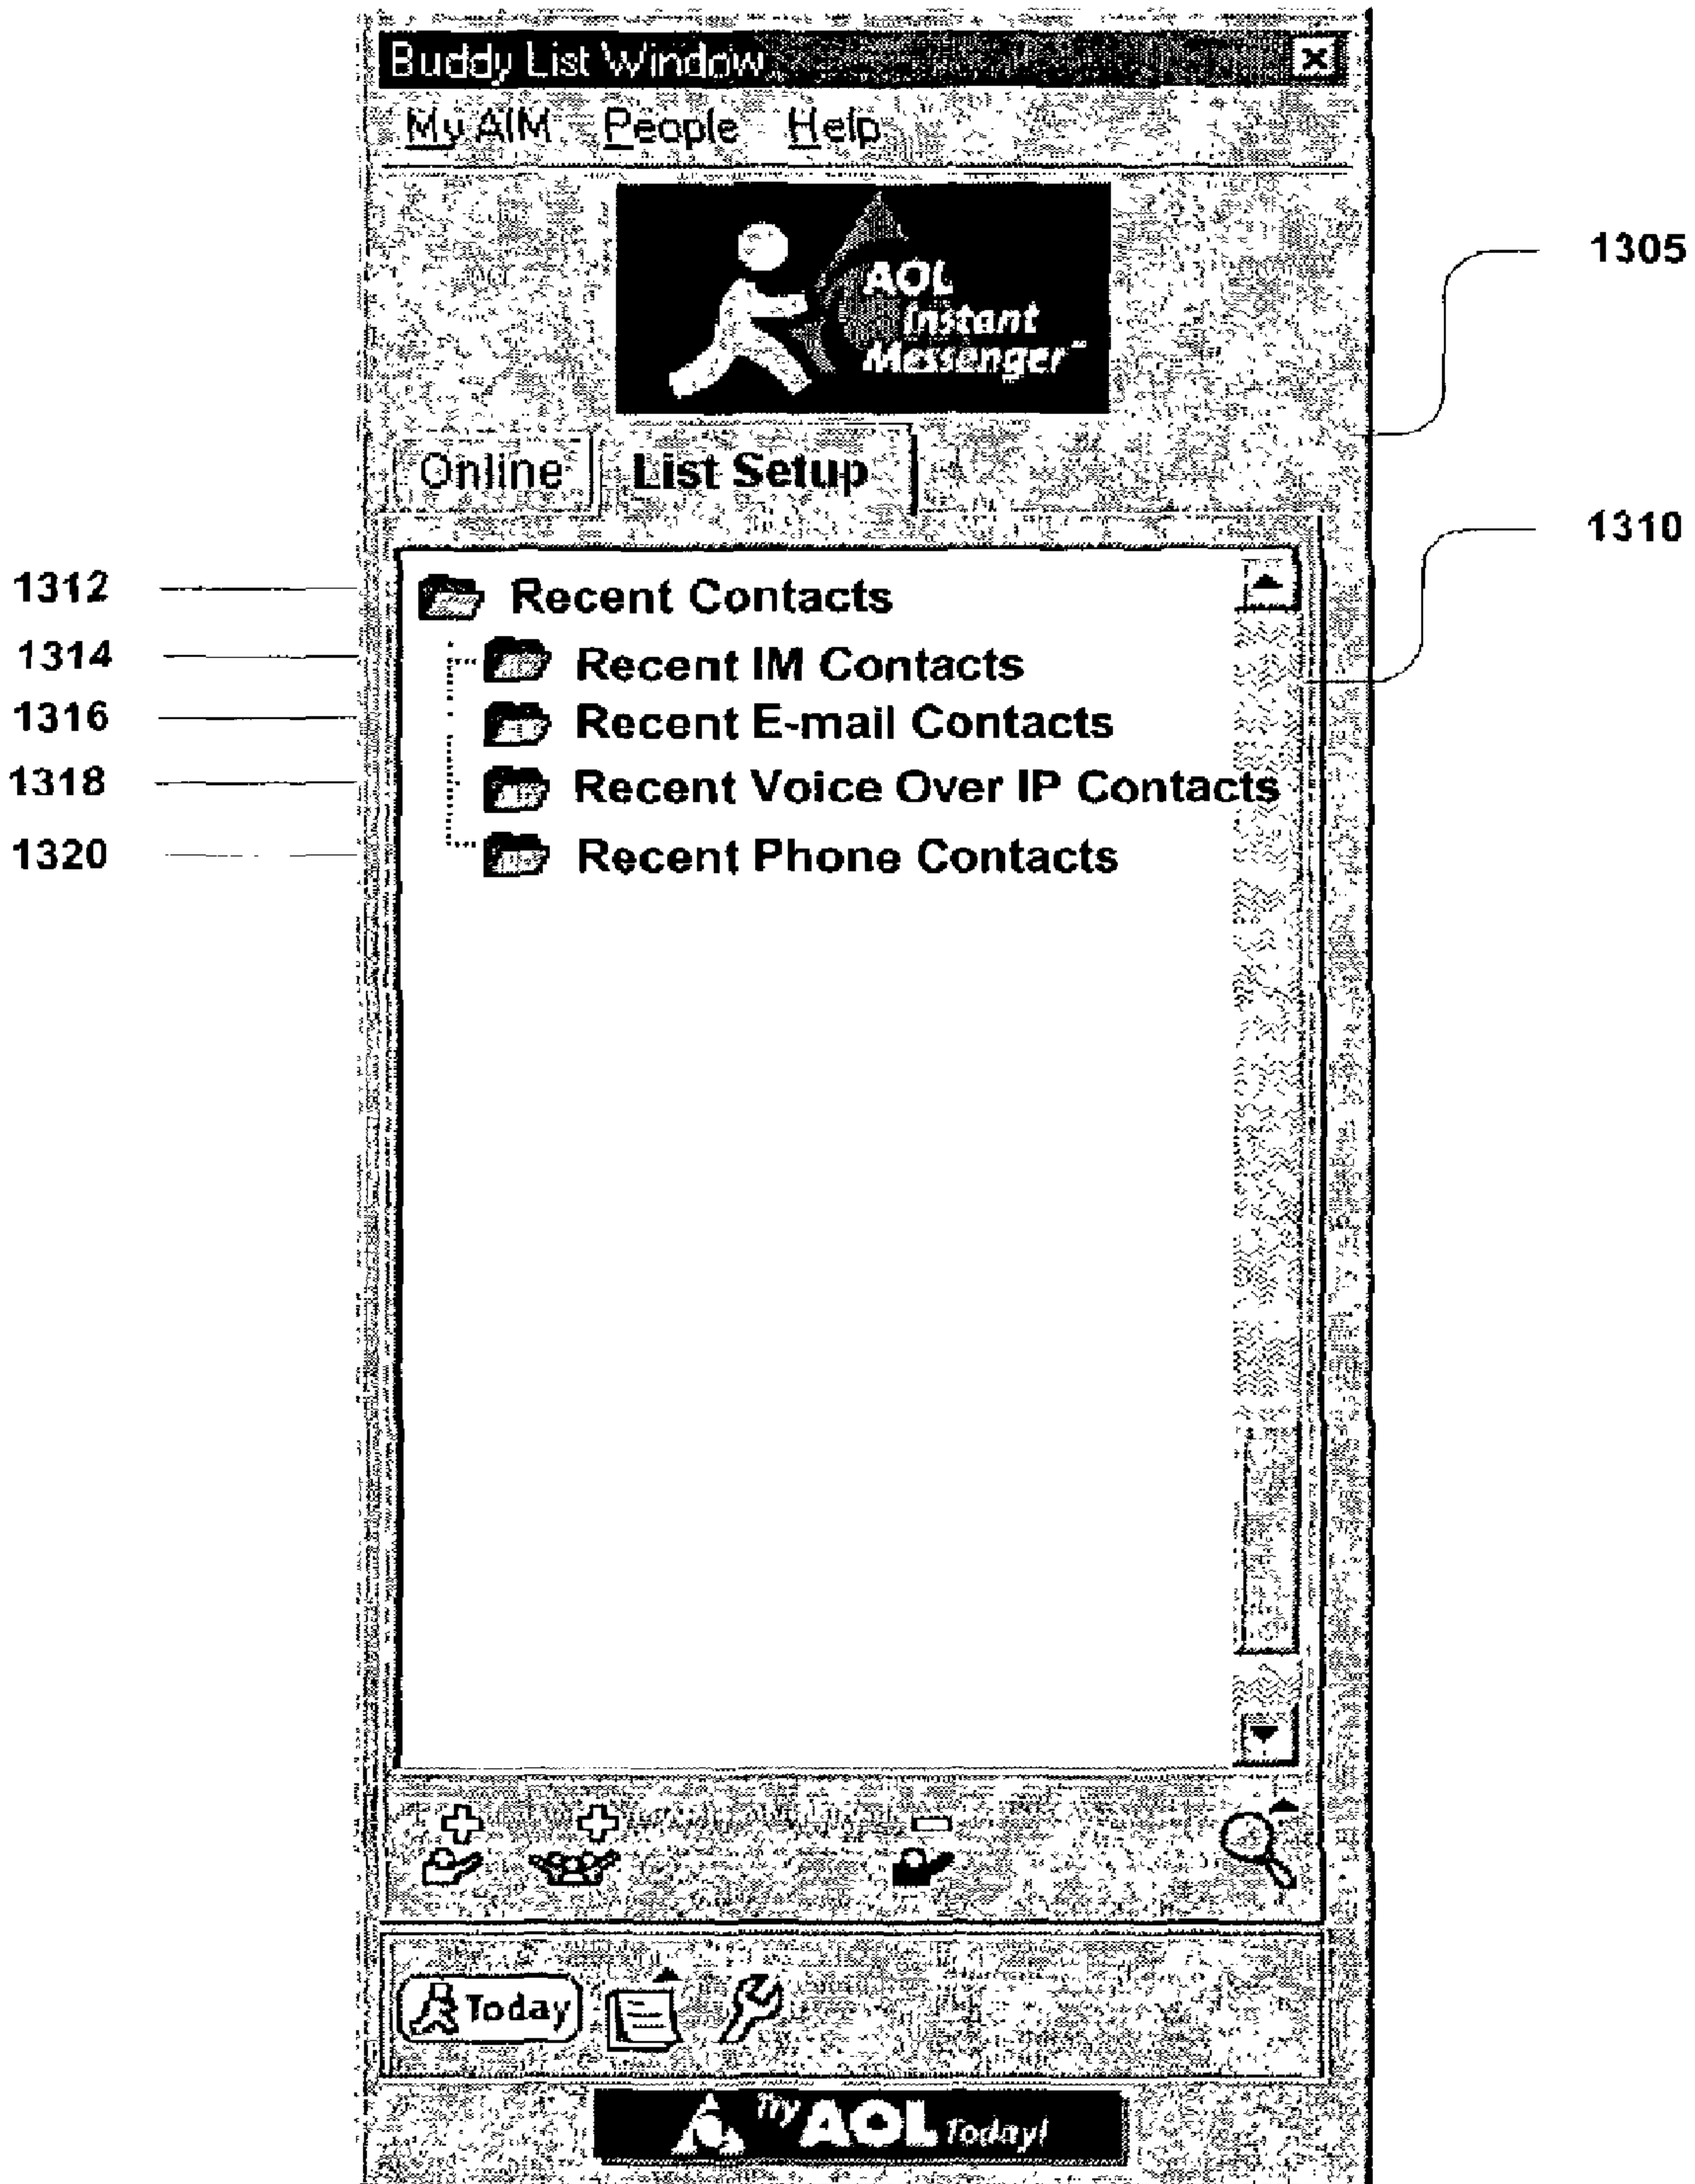 Buddy List Window
My AIM People Help
AOL
Instant
Messenger™
1305
Online List Setup
1310
1312 Recent Contacts
1314 Recent IM Contacts
1316 Recent E-mail Contacts
1318 Recent Voice Over IP Contacts
1320 Recent Phone Contacts
Today
Try AOL Today!